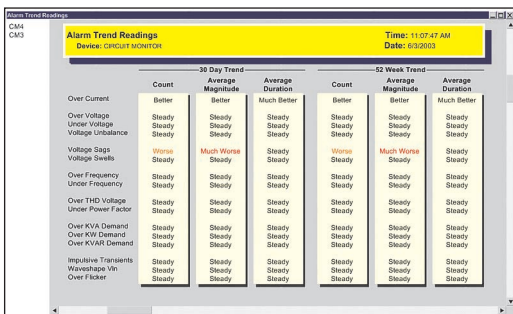 Alarm Trend Readings
CM4
CM3
Alarm Trend Readings
Device: CIRCUIT MONITOR
Time: 11:07:47 AM
Date: 6/3/2003
30 Day Trend
52 Week Trend
Count Average Magnitude Average Duration Count Average Magnitude Average Duration
Over Current Better Better Much Better Better Better Much Better
Over Voltage Steady Steady Steady Steady Steady Steady
Under Voltage Steady Steady Steady Steady Steady Steady
Voltage Unbalance Steady Steady Steady Steady Steady Steady
Voltage Sags Worse Much Worse Steady Worse Much Worse Steady
Voltage Swells Steady Steady Steady Steady Steady Steady
Over Frequency Steady Steady Steady Steady Steady Steady
Under Frequency Steady Steady Steady Steady Steady Steady
Over THD Voltage Steady Steady Steady Steady Steady Steady
Under Power Factor Steady Steady Steady Steady Steady Steady
Over KVA Demand Steady Steady Steady Steady Steady Steady
Over KW Demand Steady Steady Steady Steady Steady Steady
Over KVAR Demand Steady Steady Steady Steady Steady Steady
Impulsive Transients Steady Steady Steady Steady Steady Steady
Waveshape Vln Steady Steady Steady Steady Steady Steady
Over Flicker Steady Steady Steady Steady Steady Steady